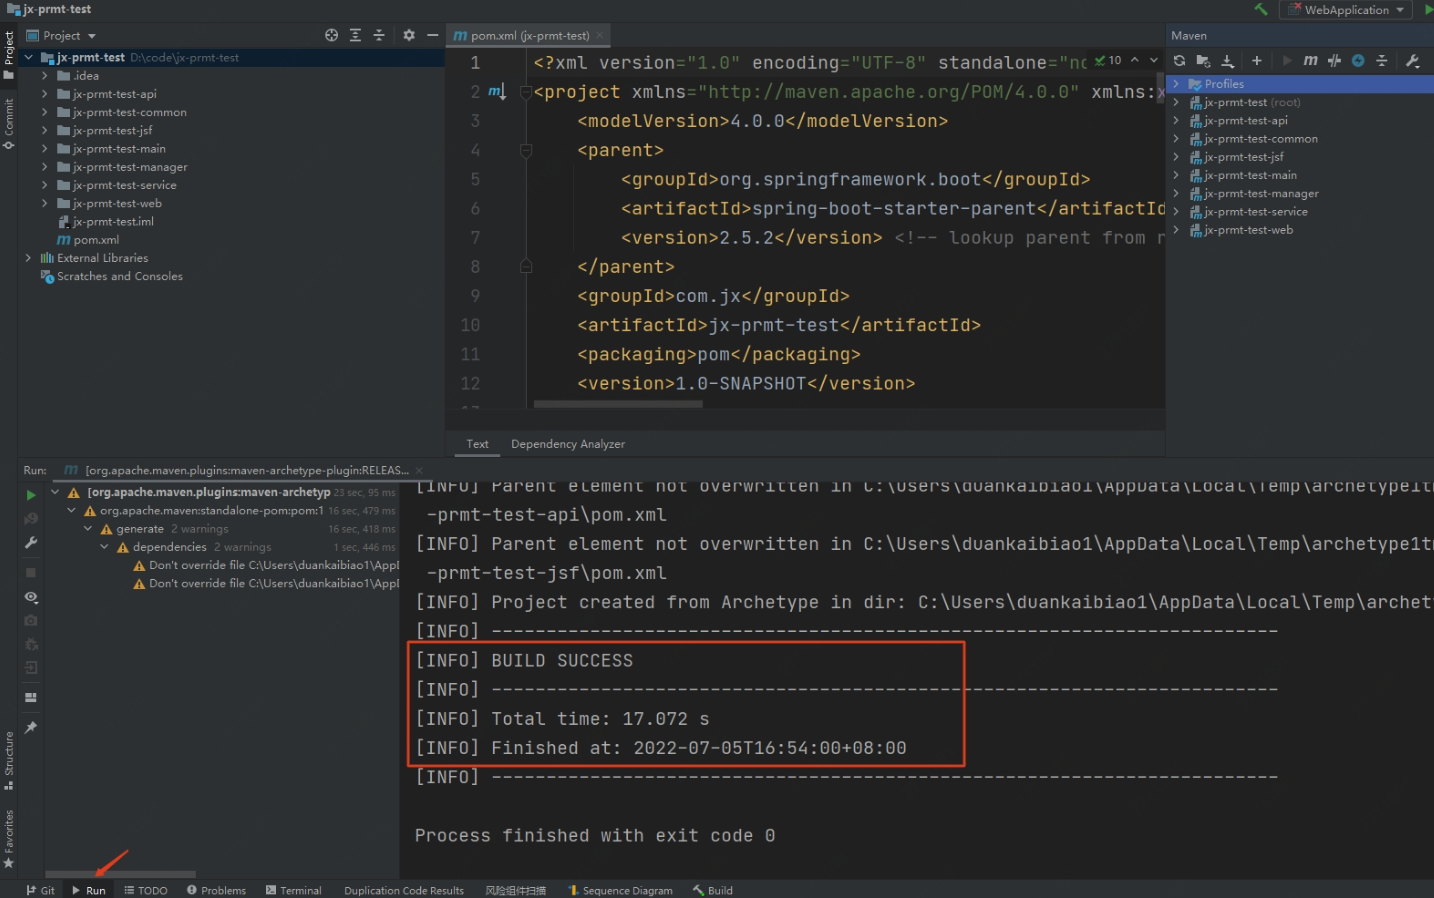 jx-prmt-test
WebApplication
Project
Commit
Structure
Favorites
Project
jx-prmt-test D:\code\jx-prmt-test
.idea
jx-prmt-test-api
jx-prmt-test-common
jx-prmt-test-jsf
jx-prmt-test-main
jx-prmt-test-manager
jx-prmt-test-service
jx-prmt-test-web
jx-prmt-test.iml
pom.xml
External Libraries
Scratches and Consoles
pom.xml (jx-prmt-test)
10
1 <?xml version="1.0" encoding="UTF-8" standalone="no
2 <project xmlns="http://maven.apache.org/POM/4.0.0" xmlns:x
3 <modelVersion>4.0.0</modelVersion>
4 <parent>
5 <groupId>org.springframework.boot</groupId>
6 <artifactId>spring-boot-starter-parent</artifactId
7 <version>2.5.2</version> <!-- lookup parent from r
8 </parent>
9 <groupId>com.jx</groupId>
10 <artifactId>jx-prmt-test</artifactId>
11 <packaging>pom</packaging>
12 <version>1.0-SNAPSHOT</version>
Text Dependency Analyzer
Maven
Profiles
jx-prmt-test (root)
jx-prmt-test-api
jx-prmt-test-common
jx-prmt-test-jsf
jx-prmt-test-main
jx-prmt-test-manager
jx-prmt-test-service
jx-prmt-test-web
Run: [org.apache.maven.plugins:maven-archetype-plugin:RELEAS...
[org.apache.maven.plugins:maven-archetyp 23 sec, 95 ms
org.apache.maven:standalone-pom:pom:1 16 sec, 479 ms
generate 2 warnings 16 sec, 418 ms
dependencies 2 warnings 1 sec, 446 ms
Don't override file C:\Users\duankaibiao1\AppD
Don't override file C:\Users\duankaibiao1\AppD
[INFO] Parent element not overwritten in C:\Users\duankaibiao1\AppData\Local\Temp\archetype1tm
-prmt-test-api\pom.xml
[INFO] Parent element not overwritten in C:\Users\duankaibiao1\AppData\Local\Temp\archetype1tm
-prmt-test-jsf\pom.xml
[INFO] Project created from Archetype in dir: C:\Users\duankaibiao1\AppData\Local\Temp\archet
[INFO] ------------------------------------------------------------------------
[INFO] BUILD SUCCESS
[INFO] ------------------------------------------------------------------------
[INFO] Total time: 17.072 s
[INFO] Finished at: 2022-07-05T16:54:00+08:00
[INFO] ------------------------------------------------------------------------
Process finished with exit code 0
Git Run TODO Problems Terminal Duplication Code Results 风险组件扫描 Sequence Diagram Build